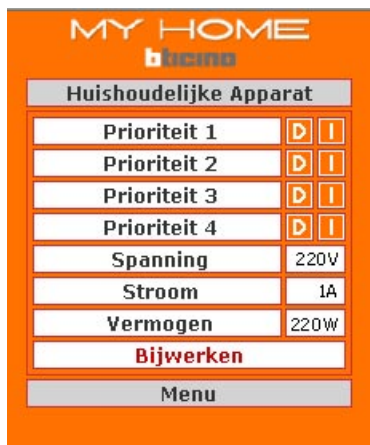 MY HOME
bticino
Huishoudelijke Apparat
Prioriteit 1 D I
Prioriteit 2 D I
Prioriteit 3 D I
Prioriteit 4 D I
Spanning 220V
Stroom 1A
Vermogen 220W
Bijwerken
Menu